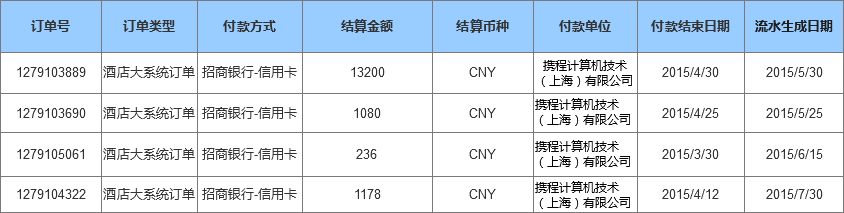 订单号 订单类型 付款方式 结算金额 结算币种 付款单位 付款结束日期 流水生成日期
1279103889 酒店大系统订单 招商银行-信用卡 13200 CNY 携程计算机技术（上海）有限公司 2015/4/30 2015/5/30
1279103690 酒店大系统订单 招商银行-信用卡 1080 CNY 携程计算机技术（上海）有限公司 2015/4/25 2015/5/25
1279105061 酒店大系统订单 招商银行-信用卡 236 CNY 携程计算机技术（上海）有限公司 2015/3/30 2015/6/15
1279104322 酒店大系统订单 招商银行-信用卡 1178 CNY 携程计算机技术（上海）有限公司 2015/4/12 2015/7/30